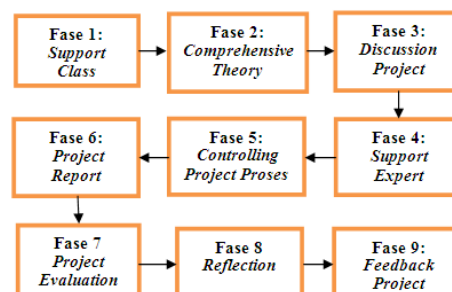 Fase 1:
Support
Class
Fase 2:
Comprehensive
Theory
Fase 3:
Discussion
Project
Fase 6:
Project
Report
Fase 5:
Controlling
Project Proses
Fase 4:
Support
Expert
Fase 7
Project
Evaluation
Fase 8
Reflection
Fase 9:
Feedback
Project